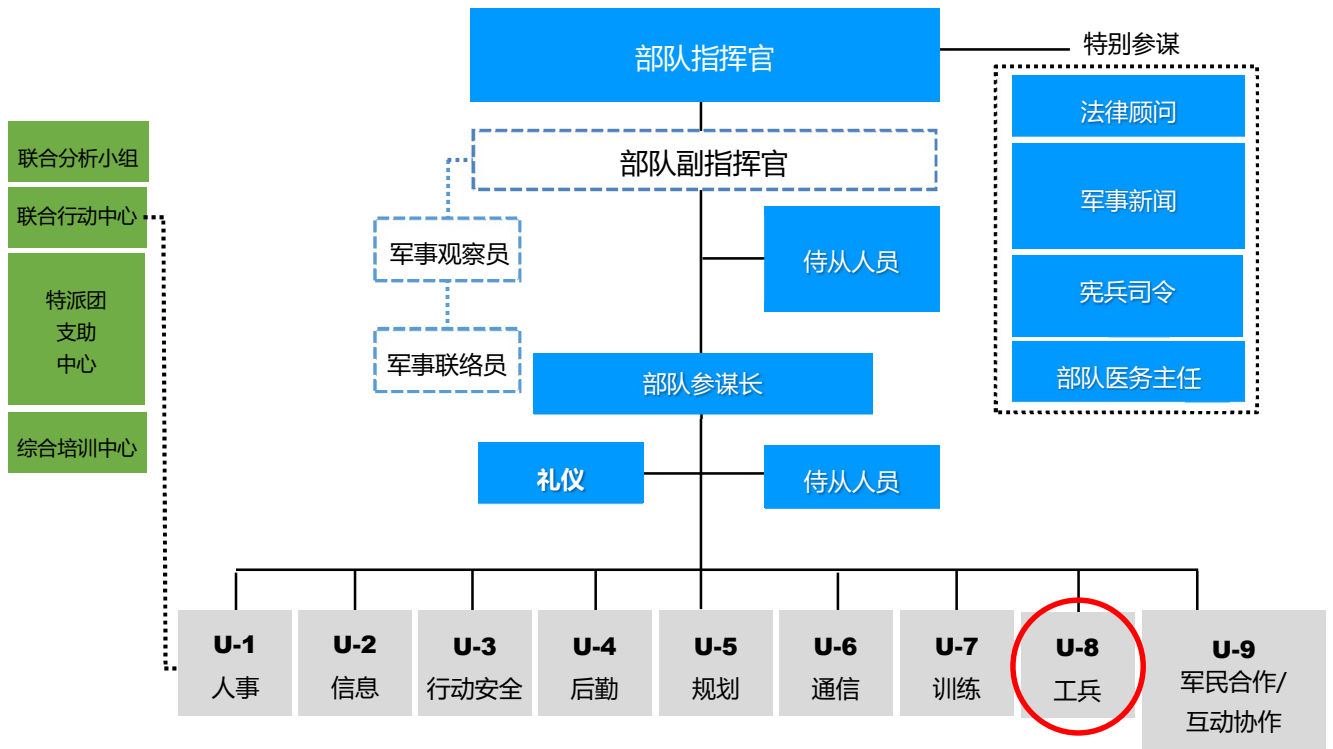 部队指挥官
特别参谋
法律顾问
军事新闻
宪兵司令
部队医务主任
联合分析小组
联合行动中心
特派团
支助
中心
综合培训中心
部队副指挥官
军事观察员
军事联络员
侍从人员
部队参谋长
礼仪
侍从人员
U-1
人事
U-2
信息
U-3
行动安全
U-4
后勤
U-5
规划
U-6
通信
U-7
训练
U-8
工兵
U-9
军民合作/
互动协作